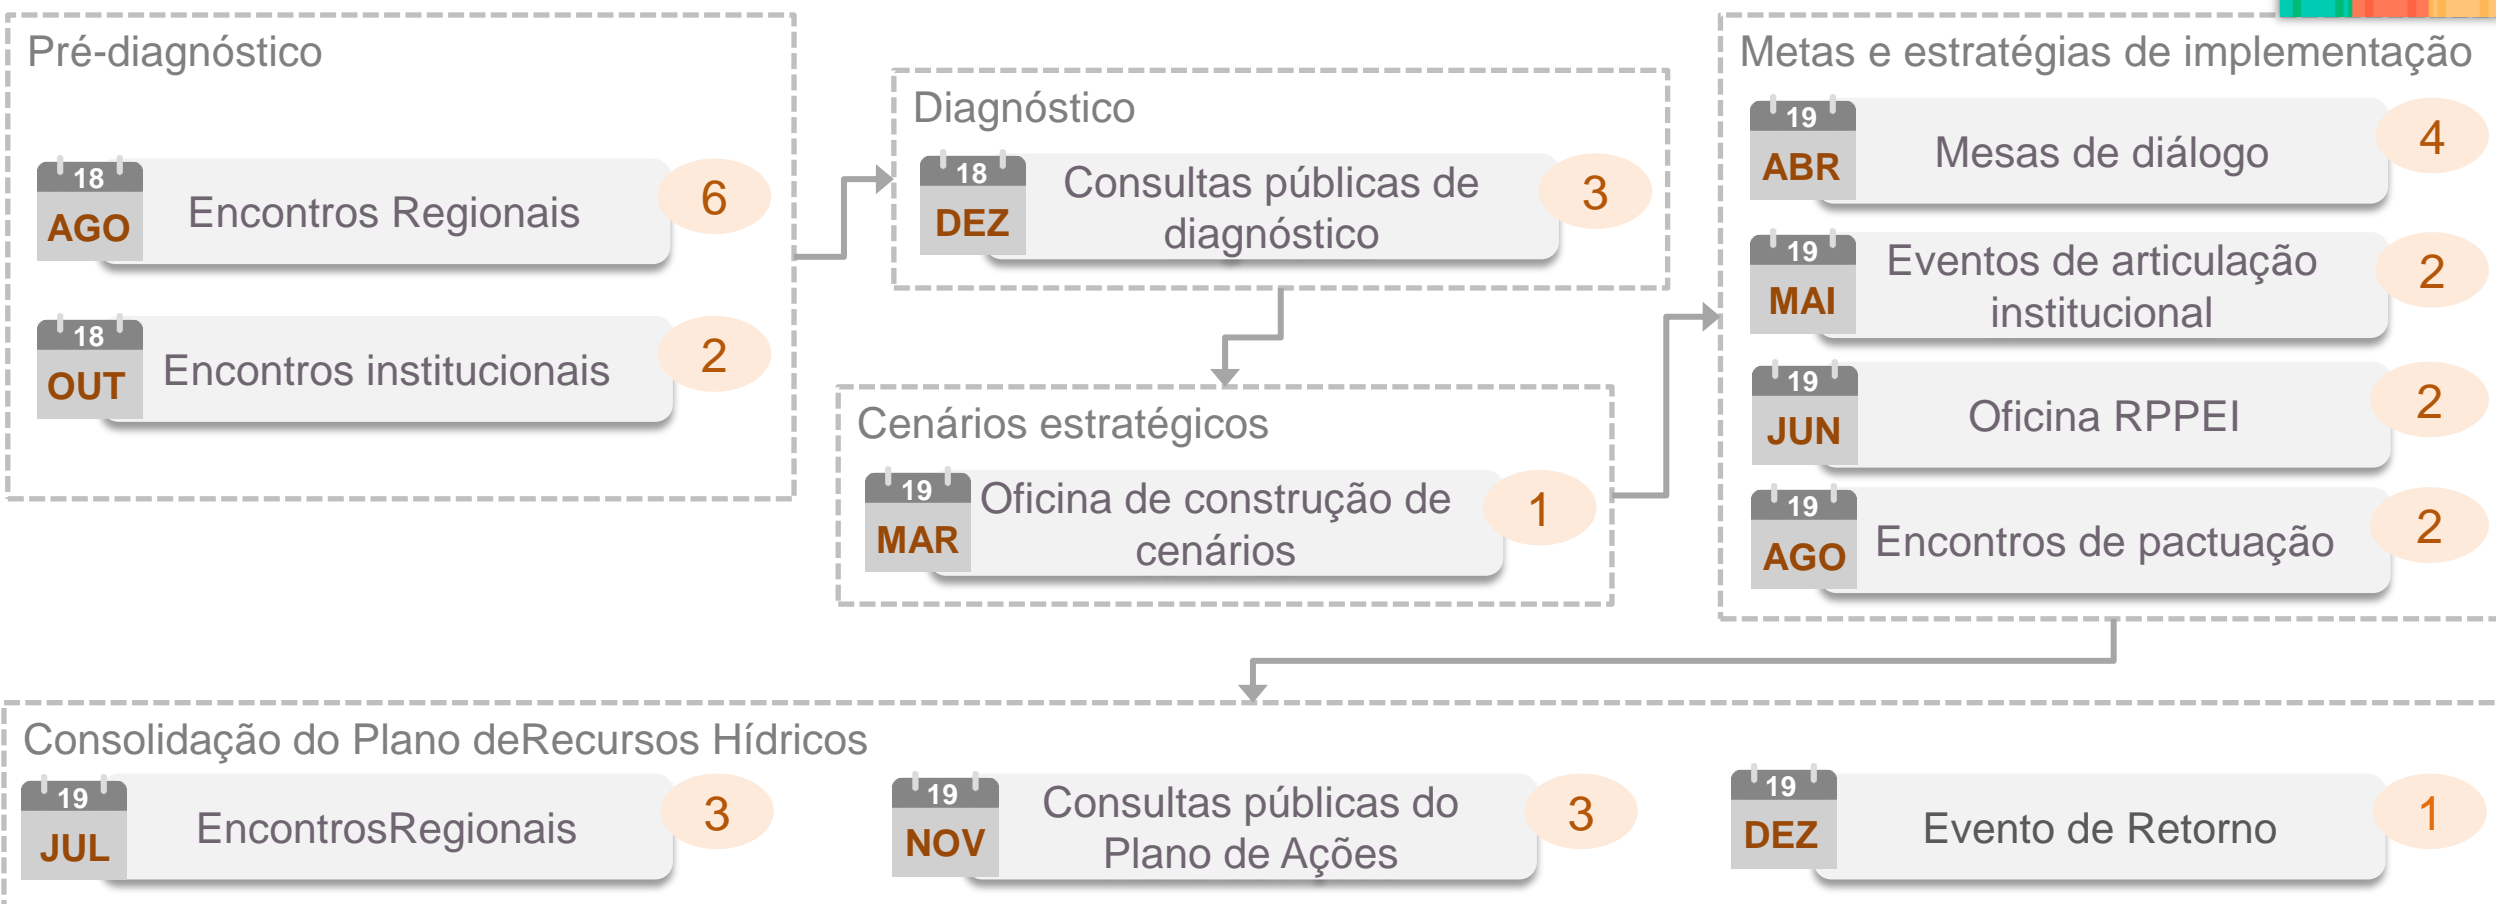 Pré-diagnóstico
18
AGO
Encontros Regionais
6
18
OUT
Encontros institucionais
2
Diagnóstico
18
DEZ
Consultas públicas de
diagnóstico
3
Cenários estratégicos
19
MAR
Oficina de construção de
cenários
1
Metas e estratégias de implementação
19
ABR
Mesas de diálogo
4
19
MAI
Eventos de articulação
institucional
2
19
JUN
Oficina RPPEI
2
19
AGO
Encontros de pactuação
2
Consolidação do Plano deRecursos Hídricos
19
JUL
EncontrosRegionais
3
19
NOV
Consultas públicas do
Plano de Ações
3
19
DEZ
Evento de Retorno
1